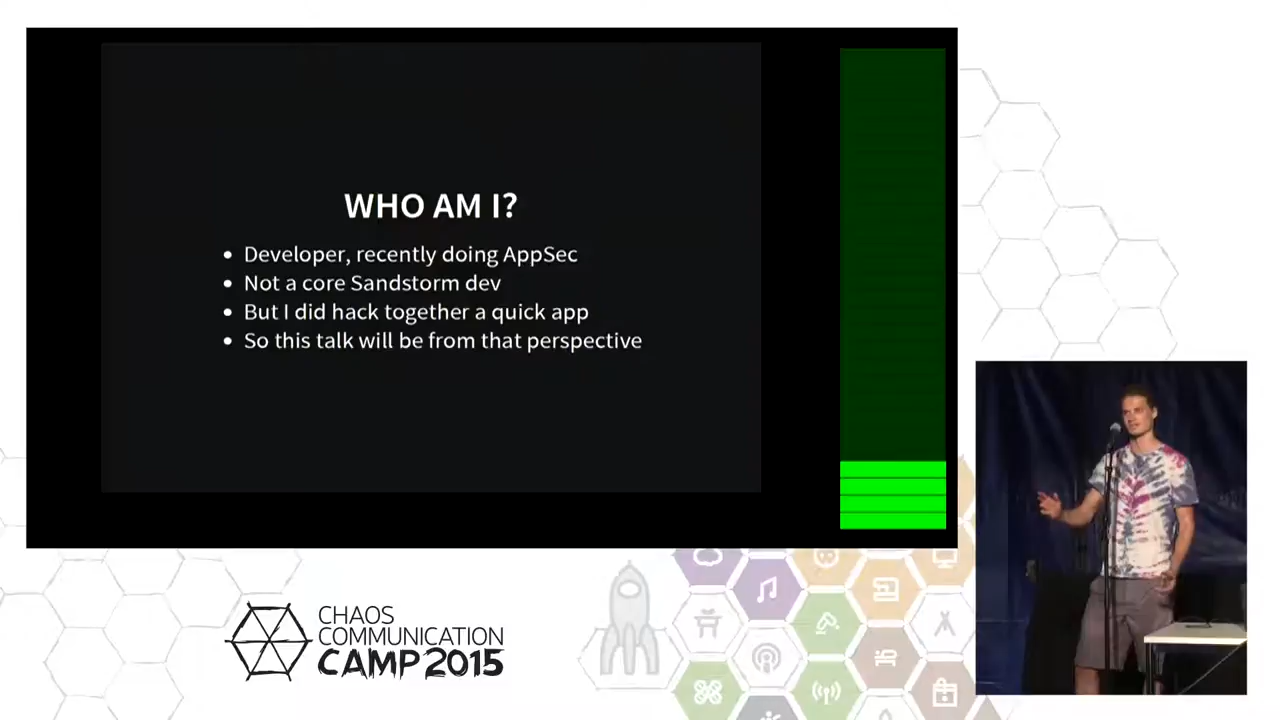 WHO AM I?
Developer, recently doing AppSec
Not a core Sandstorm dev
But I did hack together a quick app
So this talk will be from that perspective
CHAOS
COMMUNICATION
CAMP 2015